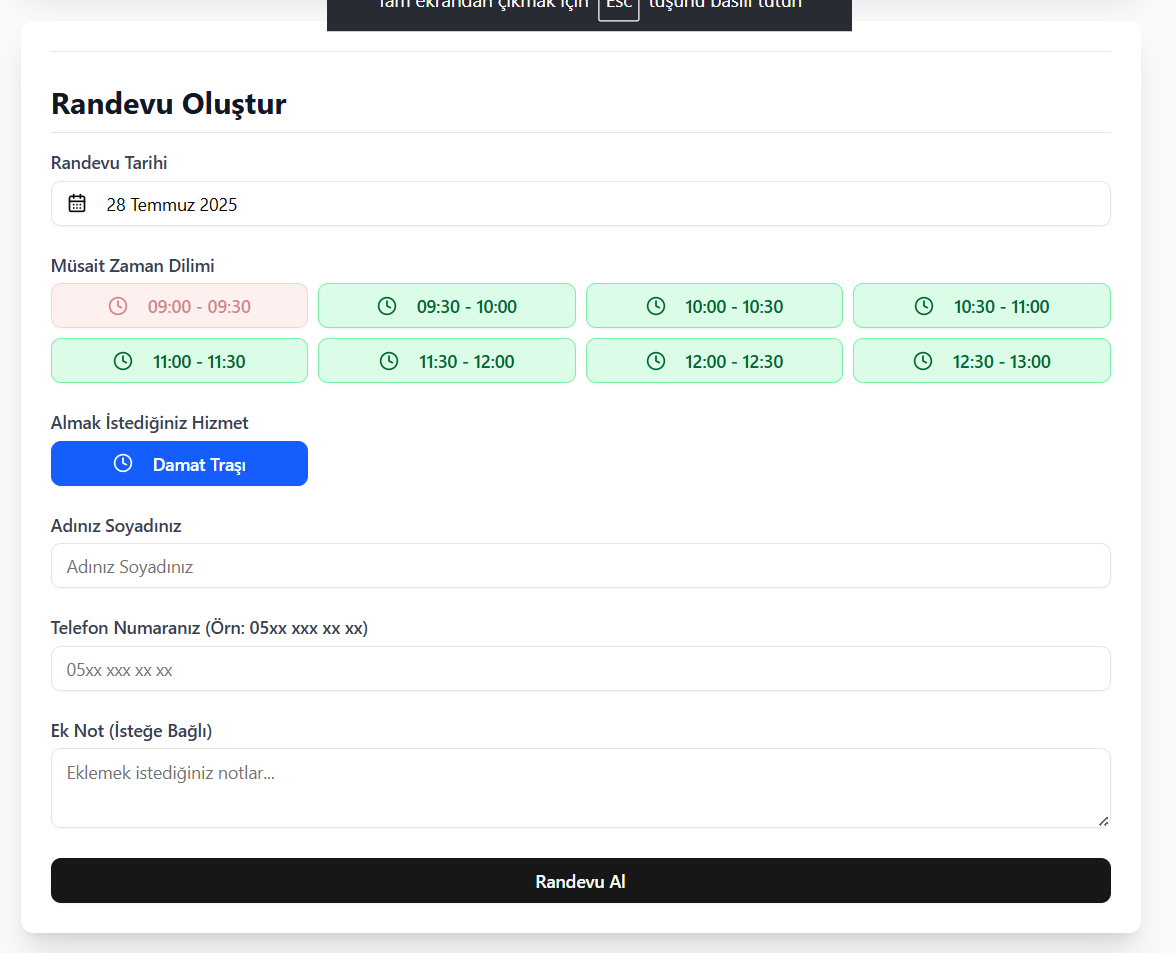 Tam ekrandan çıkmak için Esc tuşunu basılı tutun
Randevu Oluştur
Randevu Tarihi
28 Temmuz 2025
Müsait Zaman Dilimi
09:00 - 09:30 09:30 - 10:00 10:00 - 10:30 10:30 - 11:00
11:00 - 11:30 11:30 - 12:00 12:00 - 12:30 12:30 - 13:00
Almak İstediğiniz Hizmet
Damat Traşı
Adınız Soyadınız
Adınız Soyadınız
Telefon Numaranız (Örn: 05xx xxx xx xx)
05xx xxx xx xx
Ek Not (İsteğe Bağlı)
Eklemek istediğiniz notlar...
Randevu Al